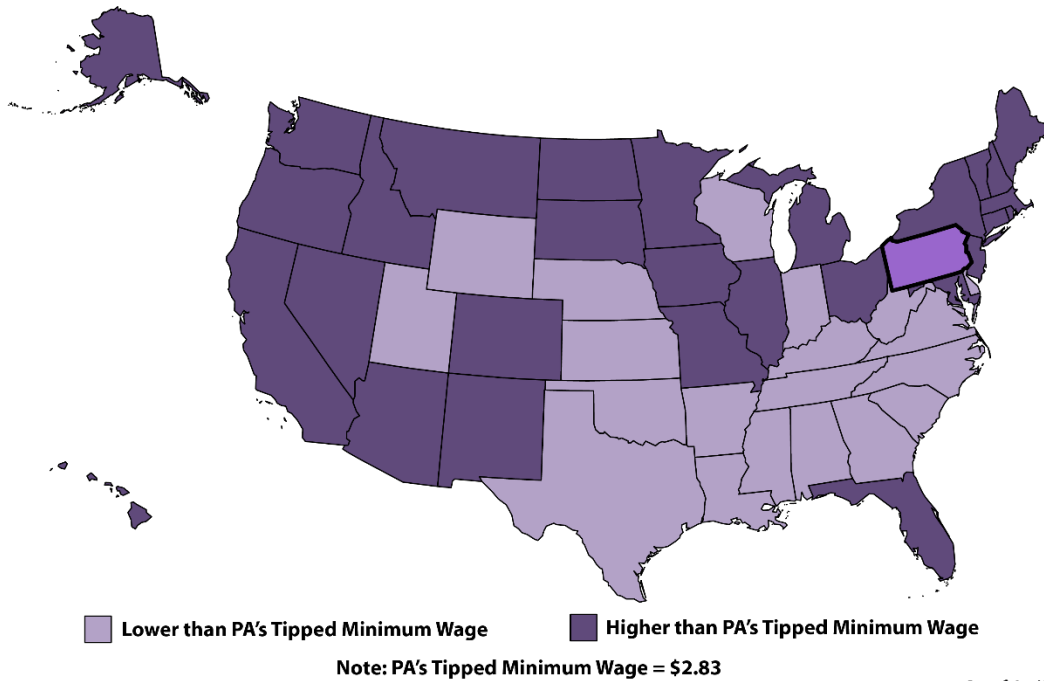 Lower than PA's Tipped Minimum Wage
Higher than PA's Tipped Minimum Wage
Note: PA's Tipped Minimum Wage = $2.83